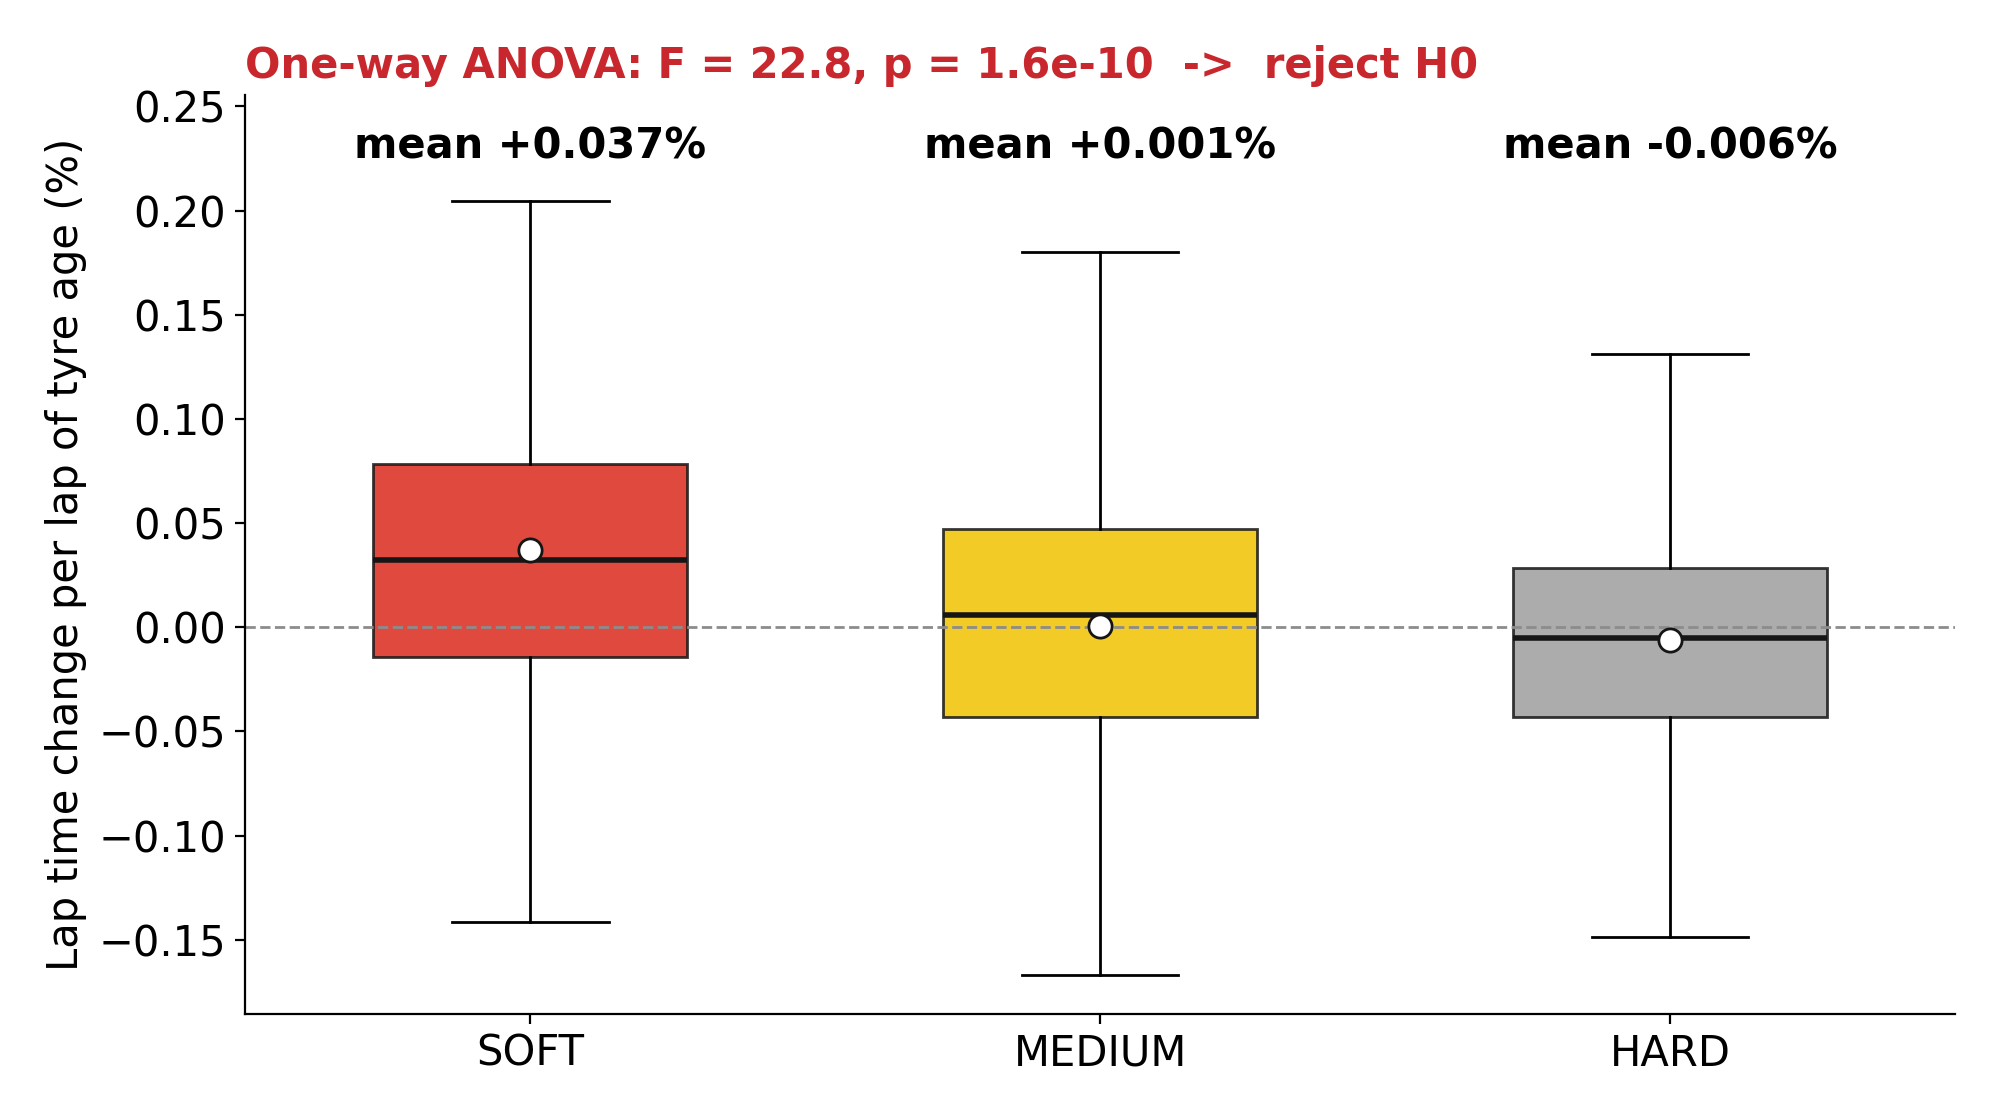 One-way ANOVA: F = 22.8, p = 1.6e-10 -> reject H0
mean +0.037%
mean +0.001%
mean -0.006%
Lap time change per lap of tyre age (%)
0.25
0.20
0.15
0.10
0.05
0.00
−0.05
−0.10
−0.15
SOFT
MEDIUM
HARD